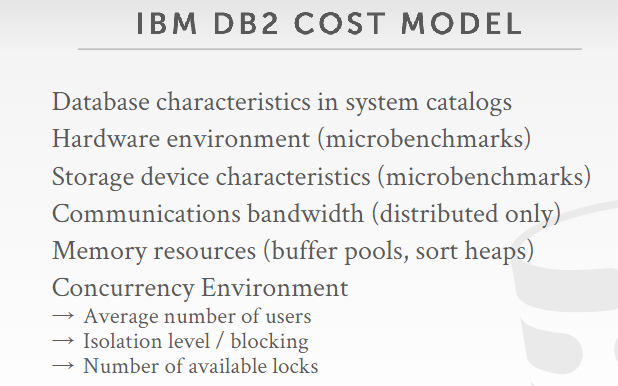 IBM DB2 COST MODEL
Database characteristics in system catalogs
Hardware environment (microbenchmarks)
Storage device characteristics (microbenchmarks)
Communications bandwidth (distributed only)
Memory resources (buffer pools, sort heaps)
Concurrency Environment
→ Average number of users
→ Isolation level / blocking
→ Number of available locks